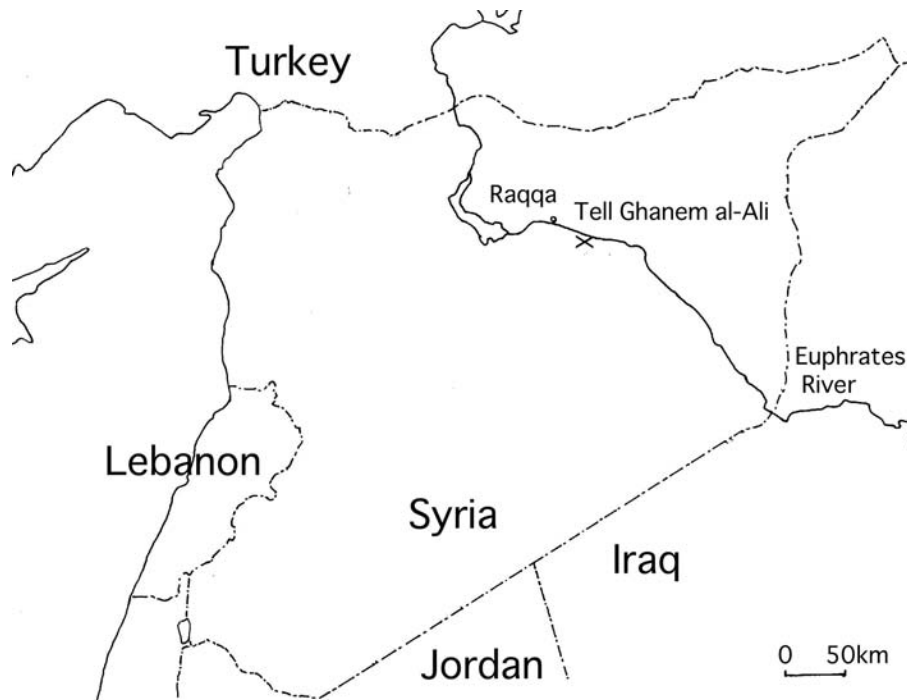 Turkey
Raqqa
Tell Ghanem al-Ali
Euphrates
River
Lebanon
Syria
Iraq
Jordan
0 50km